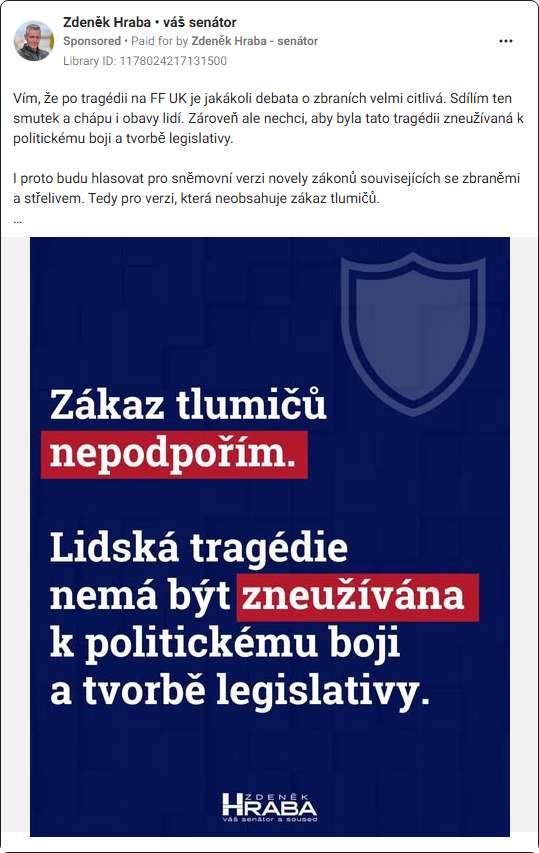 Zdeněk Hraba • váš senátor
Sponsored • Paid for by Zdeněk Hraba - senátor
Library ID: 1178024217131500
Vím, že po tragédii na FF UK je jakákoli debata o zbraních velmi citlivá. Sdílím ten
smutek a chápu i obavy lidí. Zároveň ale nechci, aby byla tato tragédii zneužívaná k
politickému boji a tvorbě legislativy.
I proto budu hlasovat pro sněmovní verzi novely zákonů souvisejících se zbraněmi
a střelivem. Tedy pro verzi, která neobsahuje zákaz tlumičů.
...
Zákaz tlumičů
nepodpořím.
Lidská tragédie
nemá být zneužívána
k politickému boji
a tvorbě legislativy.
ZDENĚK
HRABA
váš senátor a soused